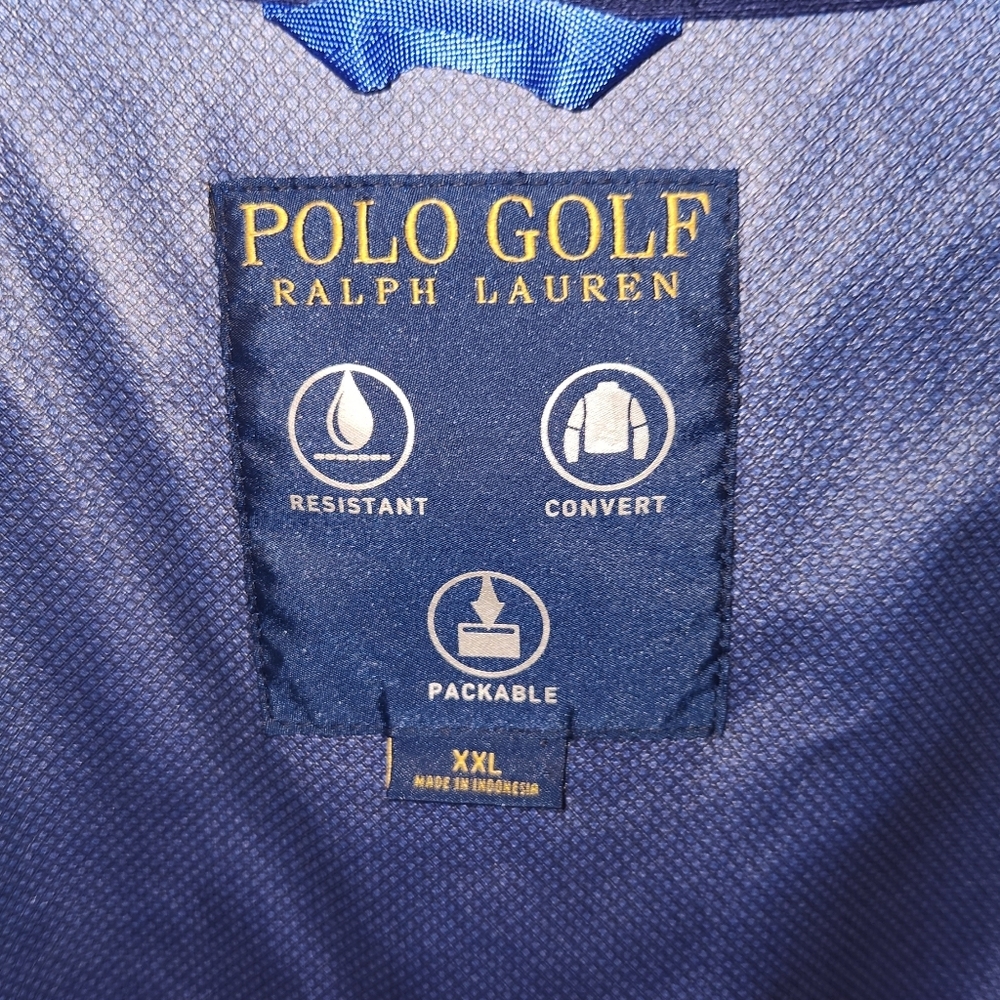 POLO GOLF
RALPH LAUREN
RESISTANT
CONVERT
PACKABLE
XXL
MADE IN INDONESIA